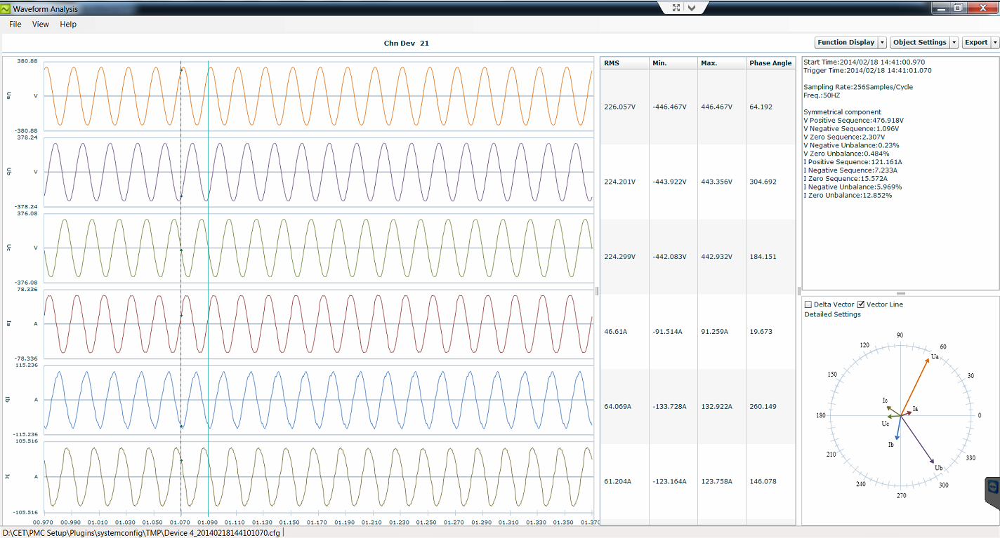 Waveform Analysis
File View Help
Chn Dev 21
Function Display Object Settings Export
380.88
Ua V
-380.88
378.24
Ub V
-378.24
376.08
Uc V
-376.08
78.336
Ia A
-78.336
115.236
Ib A
-115.236
105.516
Ic A
-105.516
00.970 00.990 01.010 01.030 01.050 01.070 01.090 01.110 01.130 01.150 01.170 01.190 01.210 01.230 01.250 01.270 01.290 01.310 01.330 01.350 01.370
RMS Min. Max. Phase Angle
226.057V -446.467V 446.467V 64.192
224.201V -443.922V 443.356V 304.692
224.299V -442.083V 442.932V 184.151
46.61A -91.514A 91.259A 19.673
64.069A -133.728A 132.922A 260.149
61.204A -123.164A 123.758A 146.078
Start Time:2014/02/18 14:41:00.970
Trigger Time:2014/02/18 14:41:01.070
Sampling Rate:256Samples/Cycle
Freq.:50HZ
Symmetrical component
V Positive Sequence:476.918V
V Negative Sequence:1.096V
V Zero Sequence:2.307V
V Negative Unbalance:0.23%
V Zero Unbalance:0.484%
I Positive Sequence:121.161A
I Negative Sequence:7.233A
I Zero Sequence:15.572A
I Negative Unbalance:5.969%
I Zero Unbalance:12.852%
Delta Vector Vector Line
Detailed Settings
90
120 60
Ua
150 30
Ic Ia
180 0
Uc
Ib
210 330
Ub
240 300
270
D:\CET\PMC Setup\Plugins\systemconfig\TMP\Device 4_20140218144101070.cfg